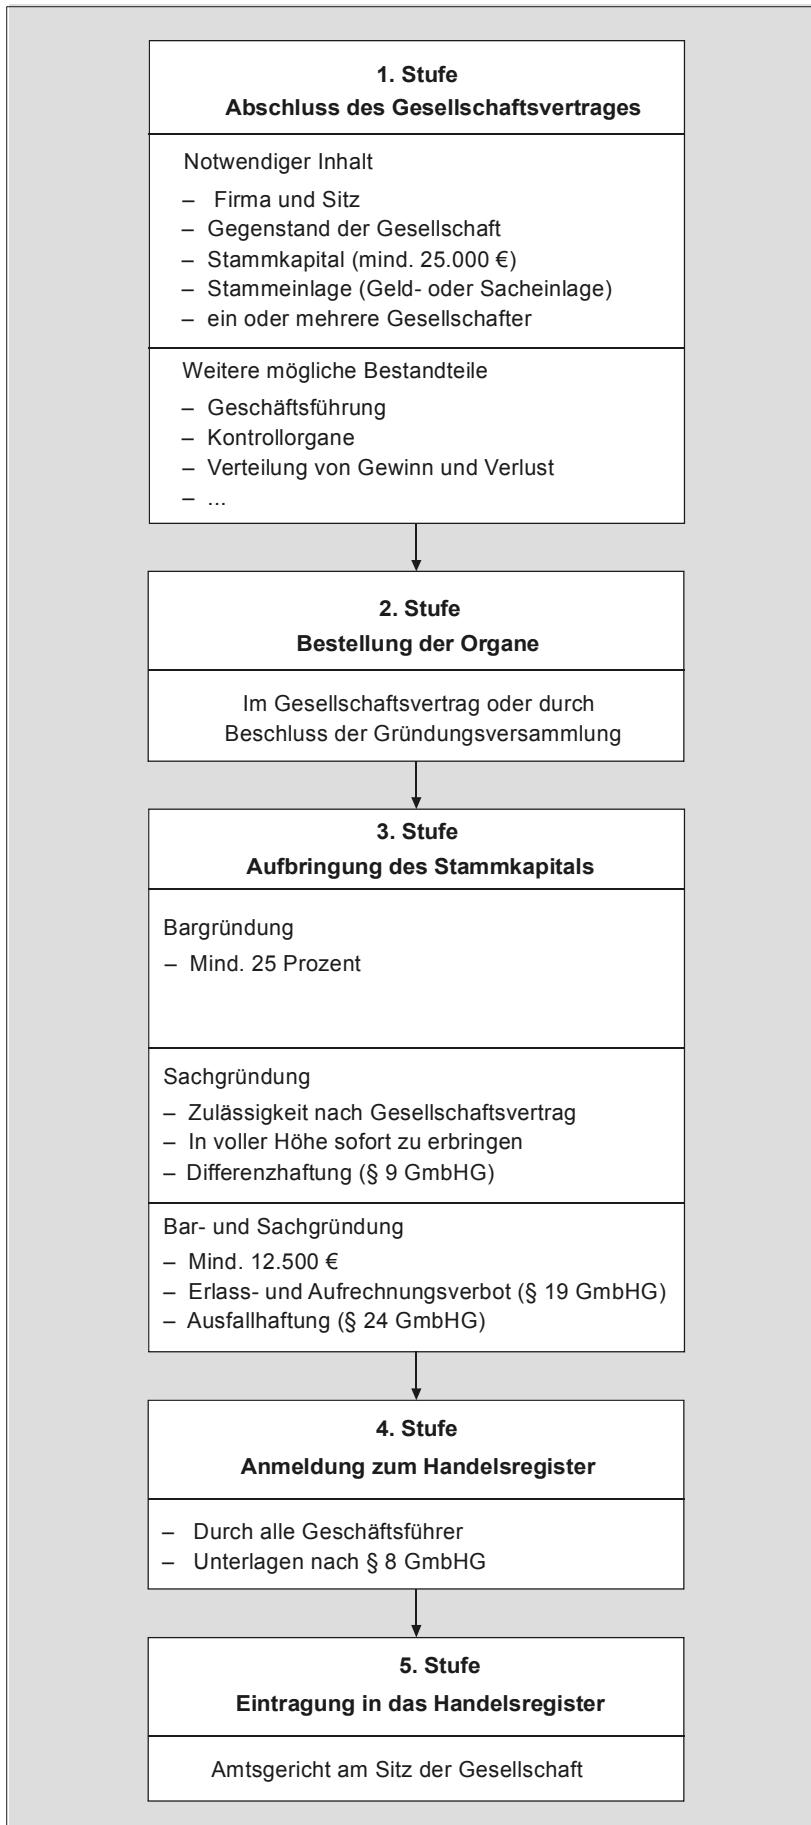 1. Stufe
Abschluss des Gesellschaftsvertrages
Notwendiger Inhalt
– Firma und Sitz
– Gegenstand der Gesellschaft
– Stammkapital (mind. 25.000 €)
– Stammeinlage (Geld- oder Sacheinlage)
– ein oder mehrere Gesellschafter
Weitere mögliche Bestandteile
– Geschäftsführung
– Kontrollorgane
– Verteilung von Gewinn und Verlust
– ...
2. Stufe
Bestellung der Organe
Im Gesellschaftsvertrag oder durch
Beschluss der Gründungsversammlung
3. Stufe
Aufbringung des Stammkapitals
Bargründung
– Mind. 25 Prozent
Sachgründung
– Zulässigkeit nach Gesellschaftsvertrag
– In voller Höhe sofort zu erbringen
– Differenzhaftung (§ 9 GmbHG)
Bar- und Sachgründung
– Mind. 12.500 €
– Erlass- und Aufrechnungsverbot (§ 19 GmbHG)
– Ausfallhaftung (§ 24 GmbHG)
4. Stufe
Anmeldung zum Handelsregister
– Durch alle Geschäftsführer
– Unterlagen nach § 8 GmbHG
5. Stufe
Eintragung in das Handelsregister
Amtsgericht am Sitz der Gesellschaft